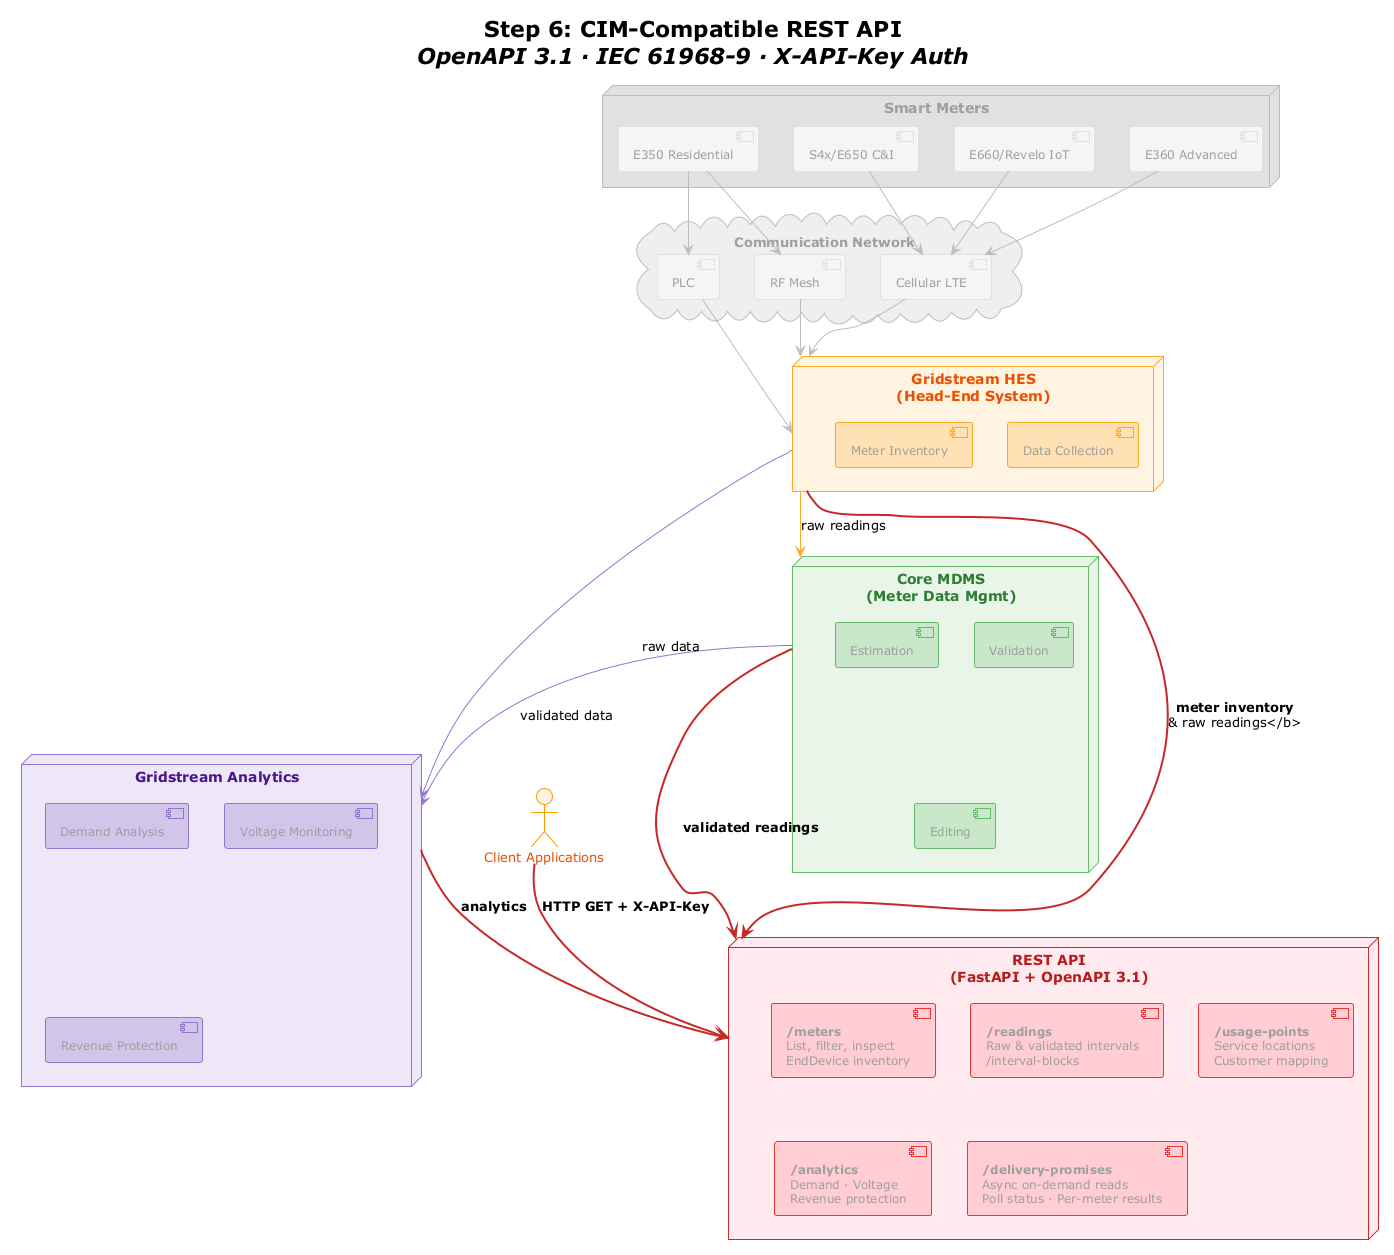 Step 6: CIM-Compatible REST API
OpenAPI 3.1 · IEC 61968-9 · X-API-Key Auth
Smart Meters
E350 Residential
S4x/E650 C&I
E660/Revelo IoT
E360 Advanced
Communication Network
PLC
RF Mesh
Cellular LTE
Gridstream HES
(Head-End System)
Meter Inventory
Data Collection
raw readings
Core MDMS
(Meter Data Mgmt)
Estimation
Validation
raw data
validated data
meter inventory
& raw readings</b>
Gridstream Analytics
Demand Analysis
Voltage Monitoring
Client Applications
validated readings
Editing
analytics
HTTP GET + X-API-Key
Revenue Protection
REST API
(FastAPI + OpenAPI 3.1)
/meters
List, filter, inspect
EndDevice inventory
/readings
Raw & validated intervals
/interval-blocks
/usage-points
Service locations
Customer mapping
/analytics
Demand · Voltage
Revenue protection
/delivery-promises
Async on-demand reads
Poll status · Per-meter results